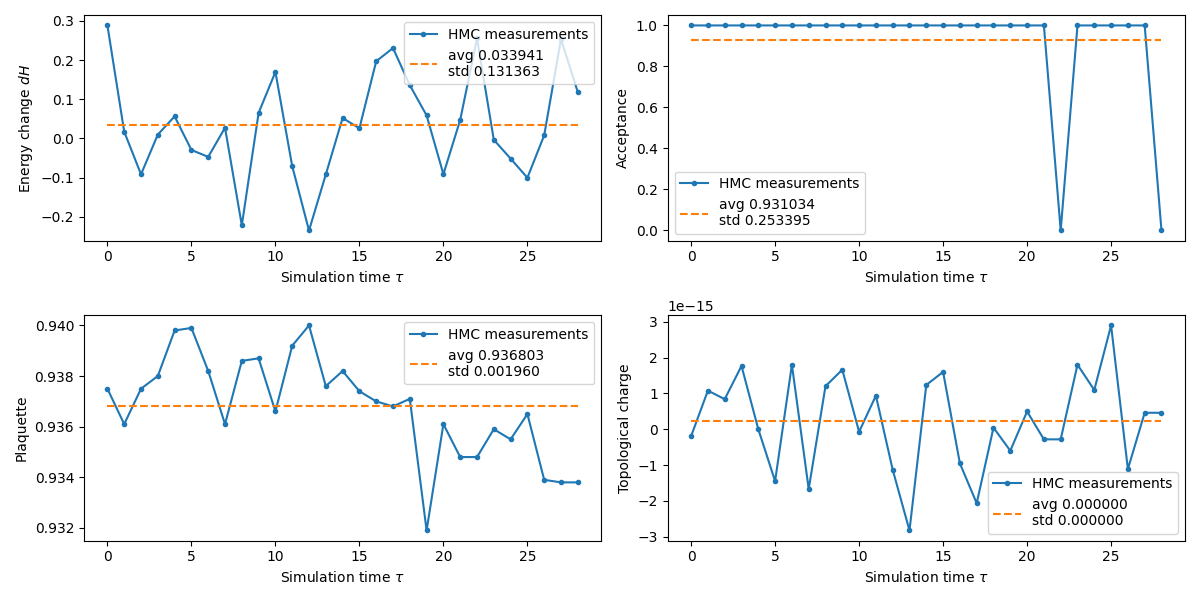 0.3
0.2
0.1
0.0
−0.1
−0.2
Energy change dH
HMC measurements
avg 0.033941
std 0.131363
0 5 10 15 20 25
Simulation time τ
1.0
0.8
0.6
0.4
0.2
0.0
Acceptance
HMC measurements
avg 0.931034
std 0.253395
0 5 10 15 20 25
Simulation time τ
0.940
0.938
0.936
0.934
0.932
Plaquette
HMC measurements
avg 0.936803
std 0.001960
0 5 10 15 20 25
Simulation time τ
1e−15
3
2
1
0
−1
−2
−3
Topological charge
HMC measurements
avg 0.000000
std 0.000000
0 5 10 15 20 25
Simulation time τ